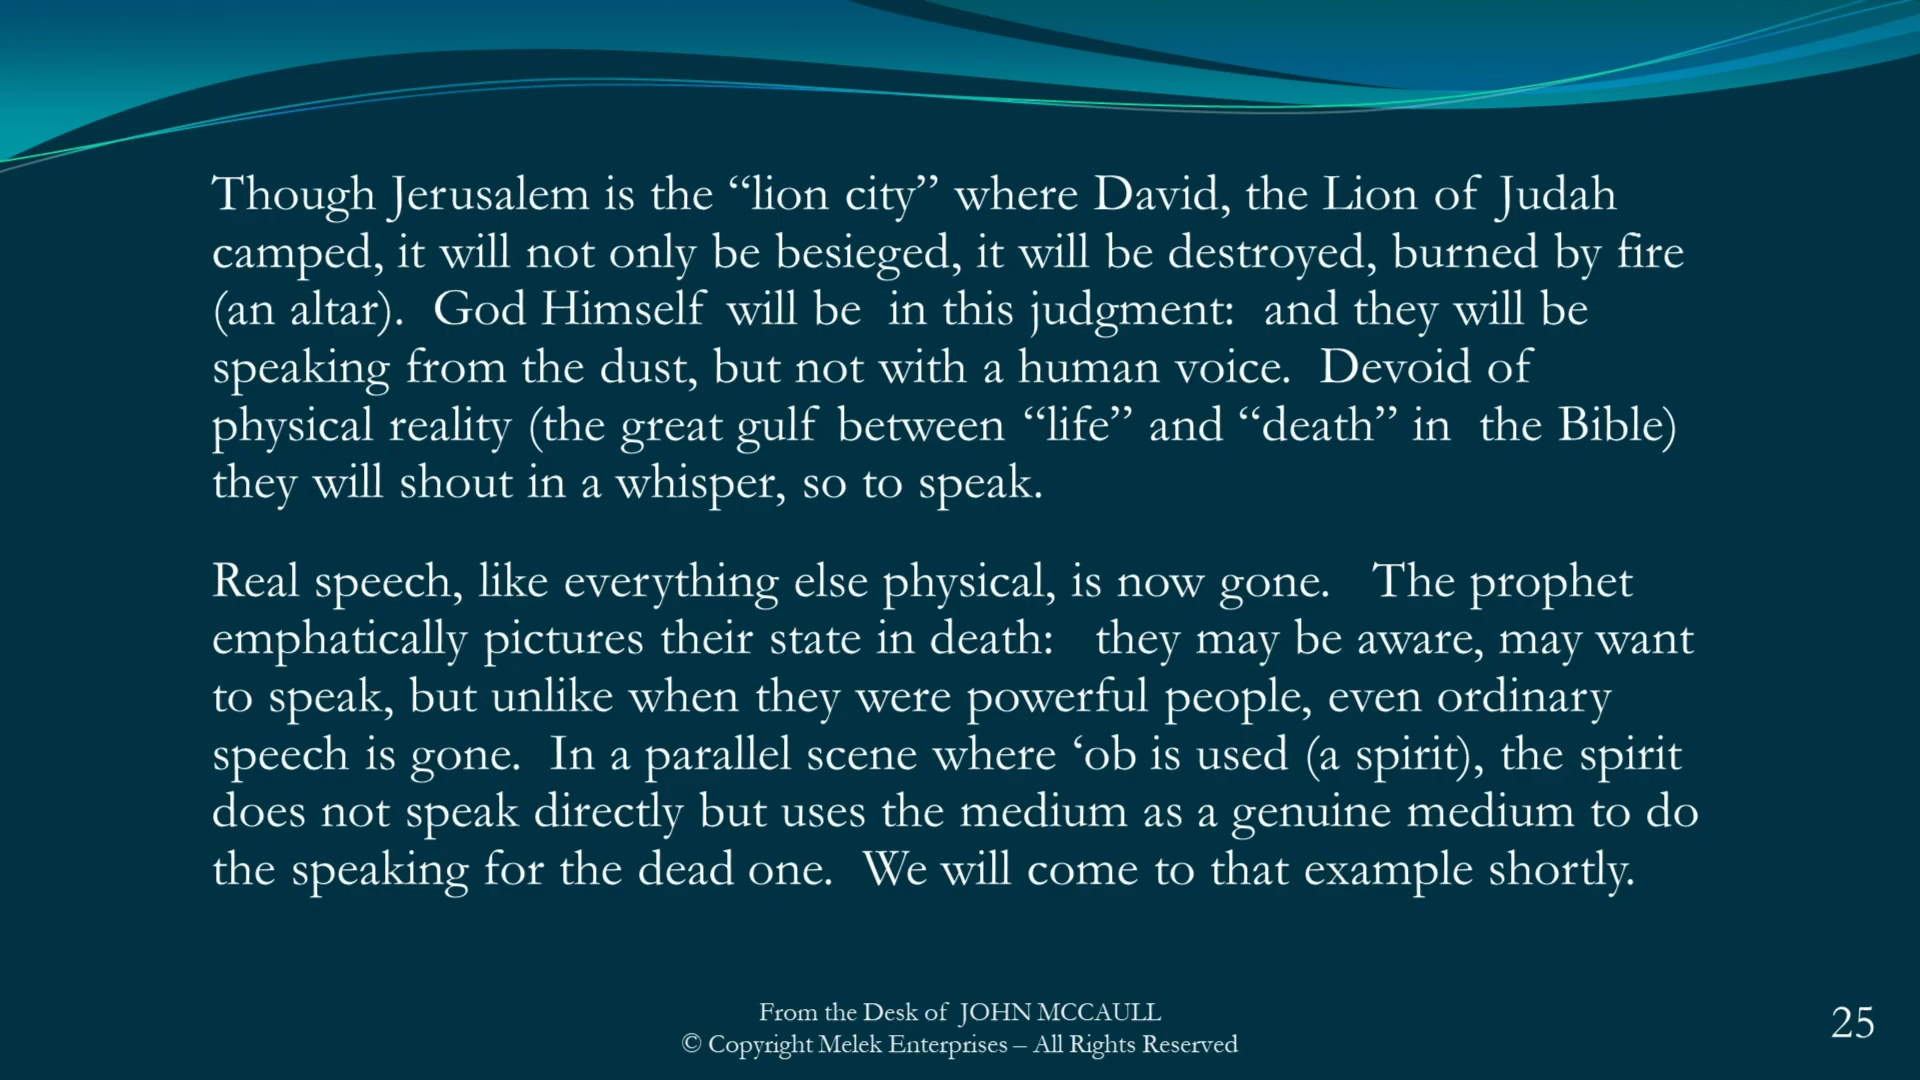 Though Jerusalem is the “lion city” where David, the Lion of Judah
camped, it will not only be besieged, it will be destroyed, burned by fire
(an altar).  God Himself will be  in this judgment:  and they will be
speaking from the dust, but not with a human voice.  Devoid of
physical reality (the great gulf between “life” and “death” in  the Bible)
they will shout in a whisper, so to speak.
Real speech, like everything else physical, is now gone.   The prophet
emphatically pictures their state in death:   they may be aware, may want
to speak, but unlike when they were powerful people, even ordinary
speech is gone.  In a parallel scene where ‘ob is used (a spirit), the spirit
does not speak directly but uses the medium as a genuine medium to do
the speaking for the dead one.  We will come to that example shortly.
From the Desk of  JOHN MCCAULL
© Copyright Melek Enterprises – All Rights Reserved
25